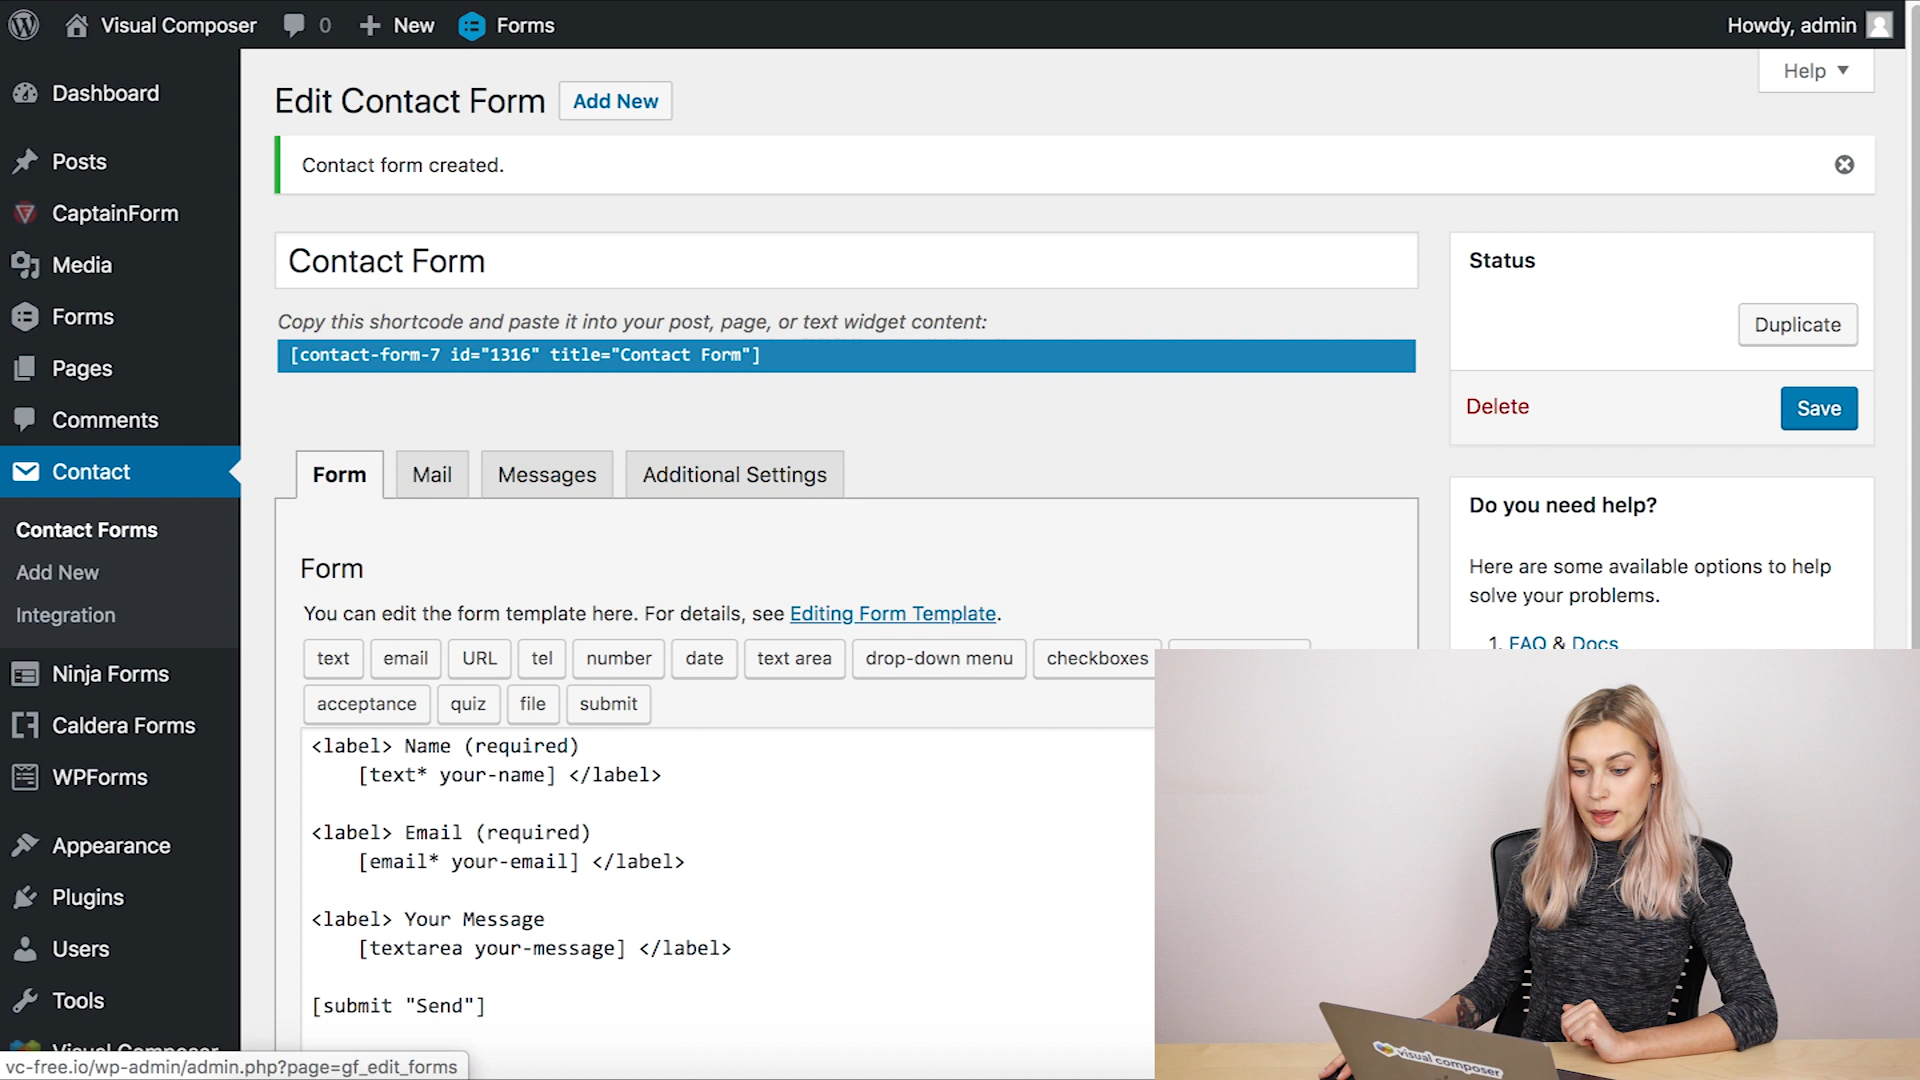 Visual Composer
0
New
Forms
Howdy, admin
Dashboard
Posts
CaptainForm
Media
Forms
Pages
Comments
Contact
Contact Forms
Add New
Integration
Ninja Forms
Caldera Forms
WPForms
Appearance
Plugins
Users
Tools
Visual Composer
vc-free.io/wp-admin/admin.php?page=gf_edit_forms
Help
Edit Contact Form
Add New
Contact form created.
Contact Form
Copy this shortcode and paste it into your post, page, or text widget content:
[contact-form-7 id="1316" title="Contact Form"]
Form
Mail
Messages
Additional Settings
Form
You can edit the form template here. For details, see Editing Form Template.
text
email
URL
tel
number
date
text area
drop-down menu
checkboxes
acceptance
quiz
file
submit
<label> Name (required)
[text* your-name] </label>
<label> Email (required)
[email* your-email] </label>
<label> Your Message
[textarea your-message] </label>
[submit "Send"]
Status
Duplicate
Delete
Save
Do you need help?
Here are some available options to help
solve your problems.
1. FAQ & Docs
visual composer